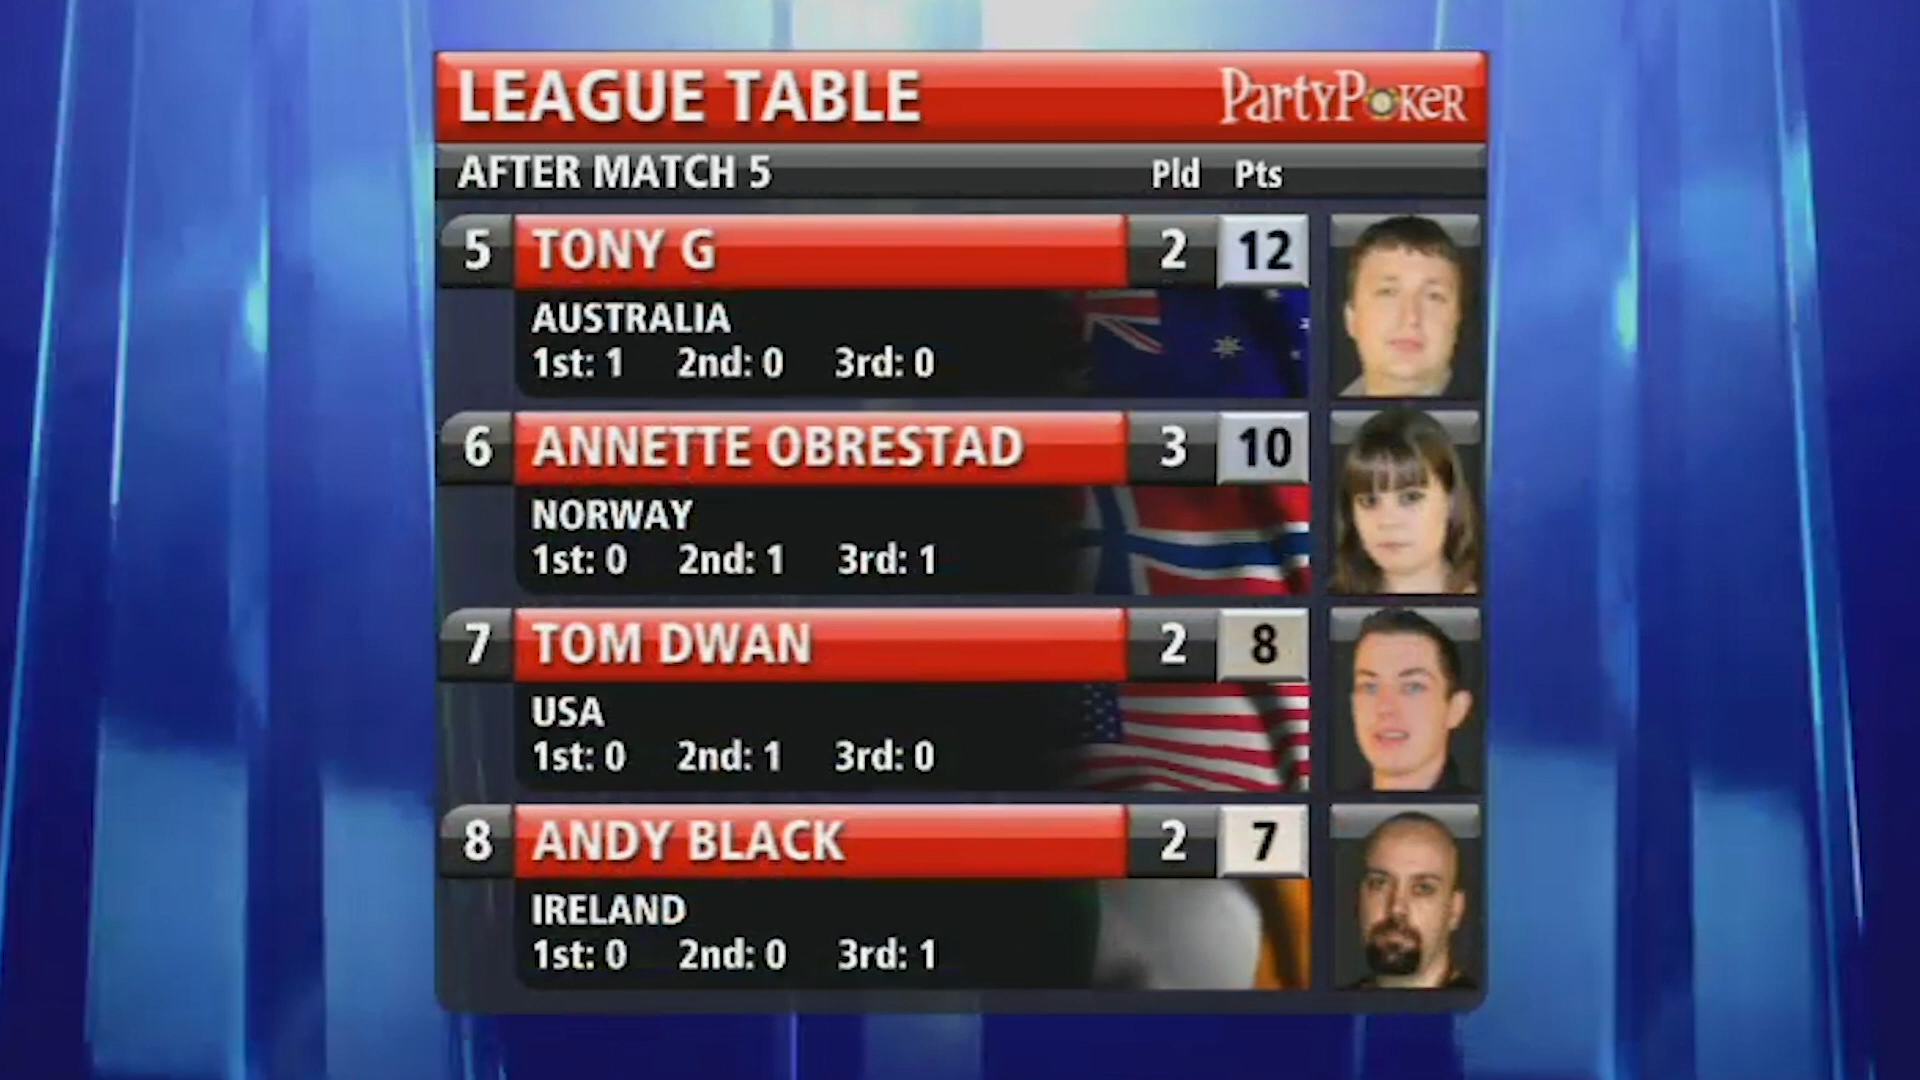 LEAGUE TABLE PartyPoker
AFTER MATCH 5 Pld Pts
5 TONY G 2 12
AUSTRALIA
1st: 1 2nd: 0 3rd: 0
6 ANNETTE OBRESTAD 3 10
NORWAY
1st: 0 2nd: 1 3rd: 1
7 TOM DWAN 2 8
USA
1st: 0 2nd: 1 3rd: 0
8 ANDY BLACK 2 7
IRELAND
1st: 0 2nd: 0 3rd: 1